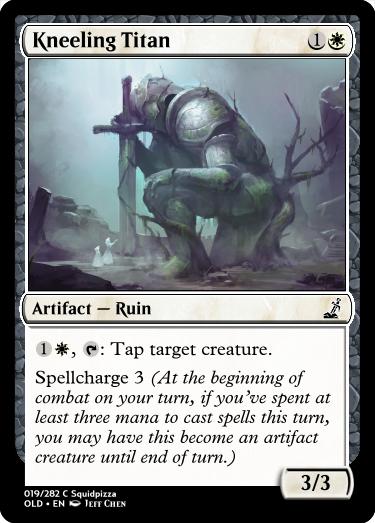 Kneeling Titan 1
Artifact — Ruin
1, : Tap target creature.
Spellcharge 3 (At the beginning of
combat on your turn, if you've spent at
least three mana to cast spells this turn,
you may have this become an artifact
creature until end of turn.)
3/3
019/282 C Squidpizza
OLD • EN Jeff Chen